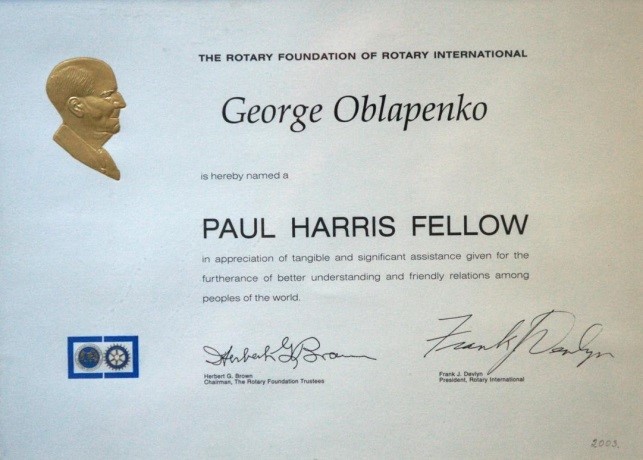 THE ROTARY FOUNDATION OF ROTARY INTERNATIONAL
George Oblapenko
is hereby named a
PAUL HARRIS FELLOW
in appreciation of tangible and significant assistance given for the
furtherance of better understanding and friendly relations among
peoples of the world.
Herbert G. Brown
Herbert G. Brown
Chairman, The Rotary Foundation Trustees
Frank J. Devlyn
Frank J. Devlyn
President, Rotary International
2003.